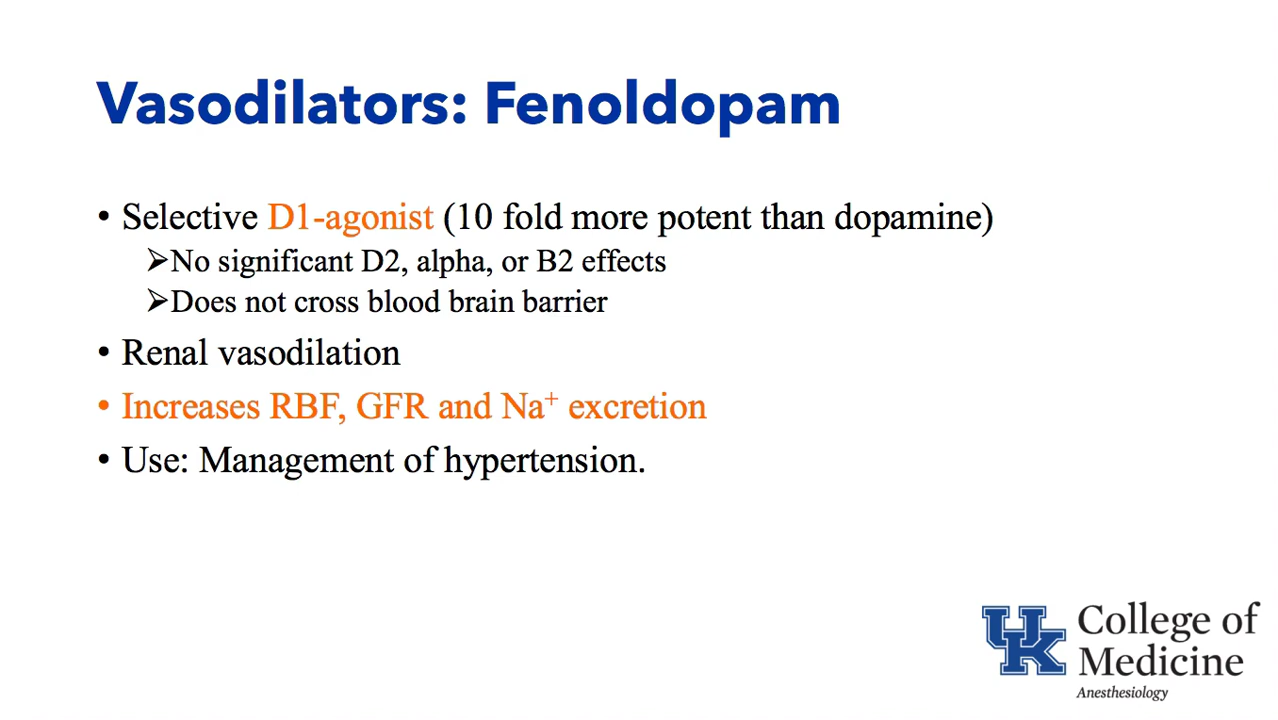 Vasodilators: Fenoldopam
• Selective D1-agonist (10 fold more potent than dopamine)
➢No significant D2, alpha, or B2 effects
➢Does not cross blood brain barrier
• Renal vasodilation
• Increases RBF, GFR and Na⁺ excretion
• Use: Management of hypertension.
UK College of
Medicine
Anesthesiology